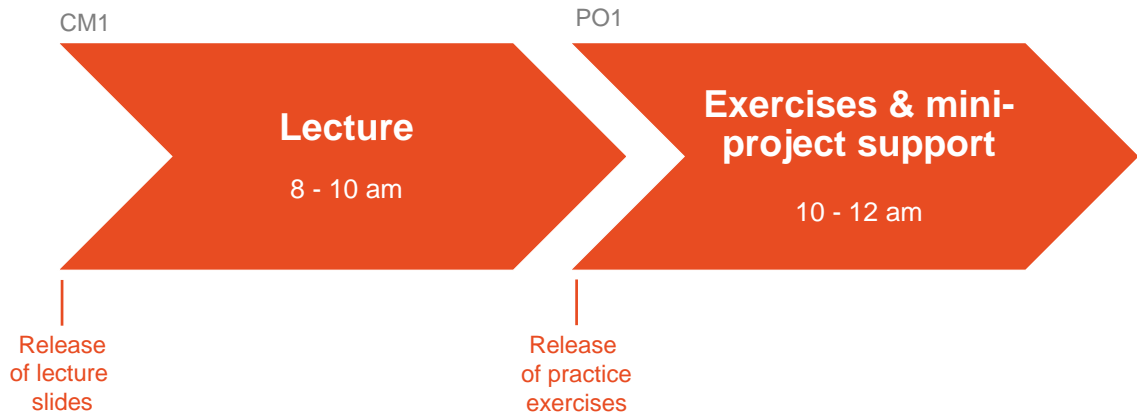 CM1
Lecture
8 - 10 am
Release
of lecture
slides
PO1
Exercises & mini-
project support
10 - 12 am
Release
of practice
exercises